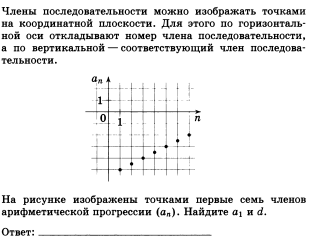 Члены последовательности можно изображать точками
на координатной плоскости. Для этого по горизонталь-
ной оси откладывают номер члена последовательности,
а по вертикальной — соответствующий член последова-
тельности.
aₙ
1
0
1
n
На рисунке изображены точками первые семь членов
арифметической прогрессии (aₙ). Найдите a₁ и d.
Ответ: